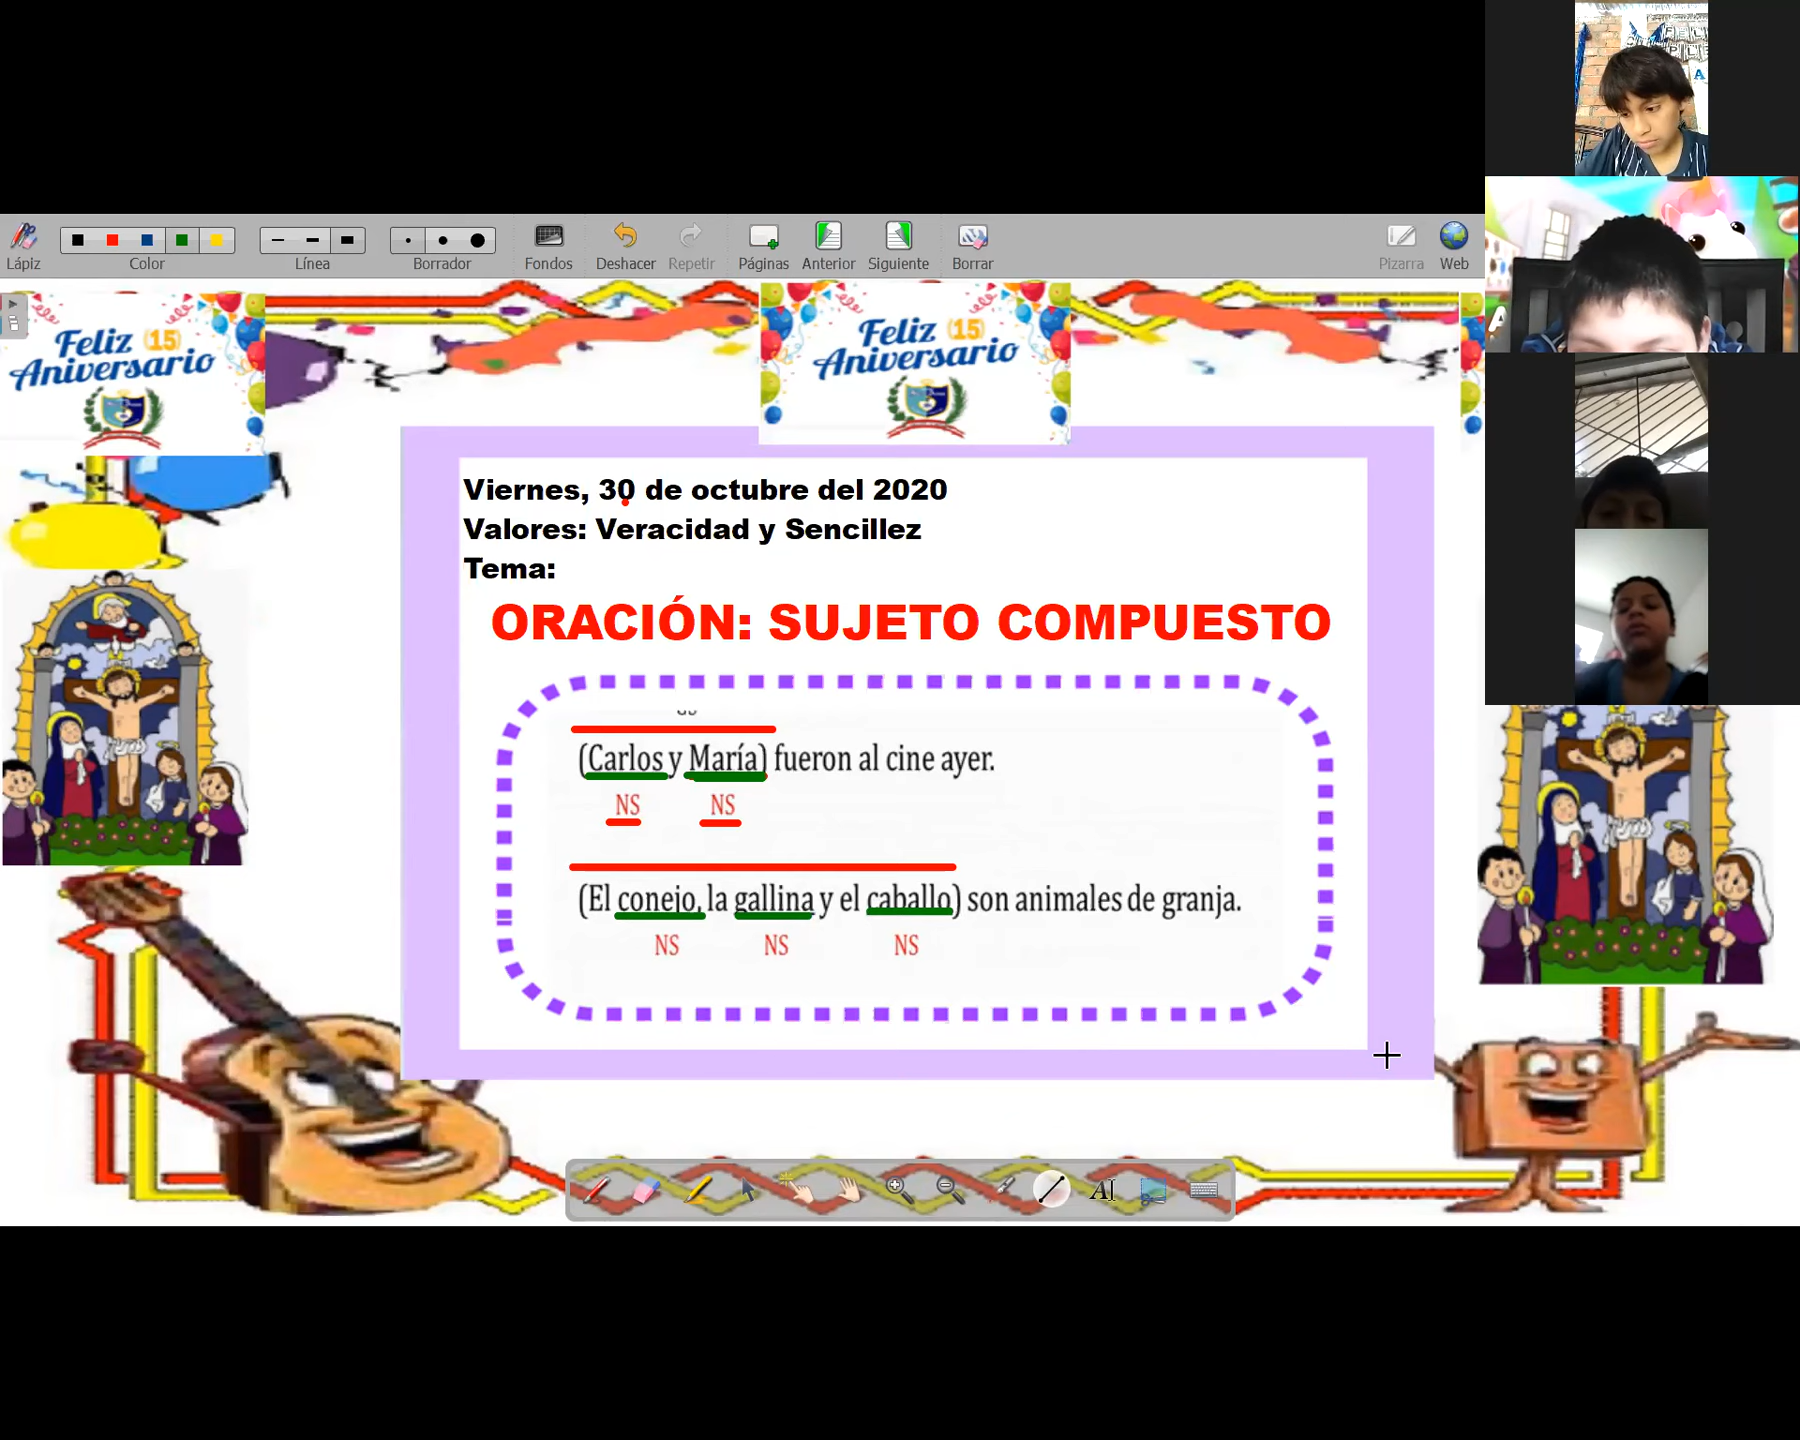 Lápiz
Color
Línea
Borrador
Fondos
Deshacer
Repetir
Páginas
Anterior
Siguiente
Borrar
Pizarra
Web
Feliz 15
Aniversario
Feliz 15
Aniversario
Viernes, 30 de octubre del 2020
Valores: Veracidad y Sencillez
Tema:
ORACIÓN: SUJETO COMPUESTO
(Carlos y María) fueron al cine ayer.
NS NS
(El conejo, la gallina y el caballo) son animales de granja.
NS NS NS
AI
A
A